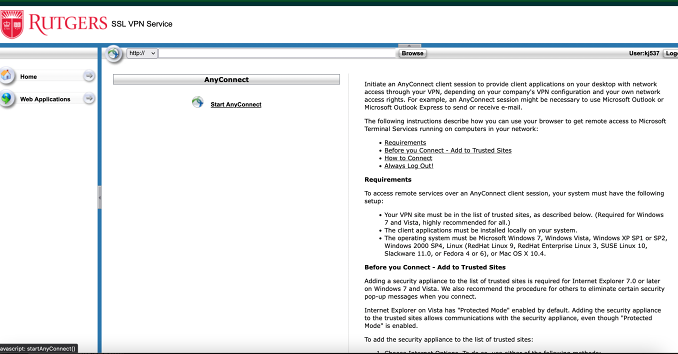 RUTGERS SSL VPN Service
http:// Browse User:kj537 Log
Home
Web Applications
AnyConnect
Start AnyConnect
Initiate an AnyConnect client session to provide client applications on your desktop with network
access through your VPN, depending on your company's VPN configuration and your own network
access rights. For example, an AnyConnect session might be necessary to use Microsoft Outlook or
Microsoft Outlook Express to send or receive e-mail.
The following instructions describe how you can use your browser to get remote access to Microsoft
Terminal Services running on computers in your network:
• Requirements
• Before you Connect - Add to Trusted Sites
• How to Connect
• Always Log Out!
Requirements
To access remote services over an AnyConnect client session, your system must have the following
setup:
• Your VPN site must be in the list of trusted sites, as described below. (Required for Windows
7 and Vista, highly recommended for all.)
• The client applications must be installed locally on your system.
• The operating system must be Microsoft Windows 7, Windows Vista, Windows XP SP1 or SP2,
Windows 2000 SP4, Linux (RedHat Linux 9, RedHat Enterprise Linux 3, SUSE Linux 10,
Slackware 11.0, or Fedora 4 or 6), or Mac OS X 10.4.
Before you Connect - Add to Trusted Sites
Adding a security appliance to the list of trusted sites is required for Internet Explorer 7.0 or later
on Windows 7 and Vista. We also recommend the procedure for others to eliminate certain security
pop-up messages when you connect.
Internet Explorer on Vista has "Protected Mode" enabled by default. Adding the security appliance
to the trusted sites allows communications with the security appliance, even though "Protected
Mode" is enabled.
To add the security appliance to the list of trusted sites:
avascript: startAnyConnect()